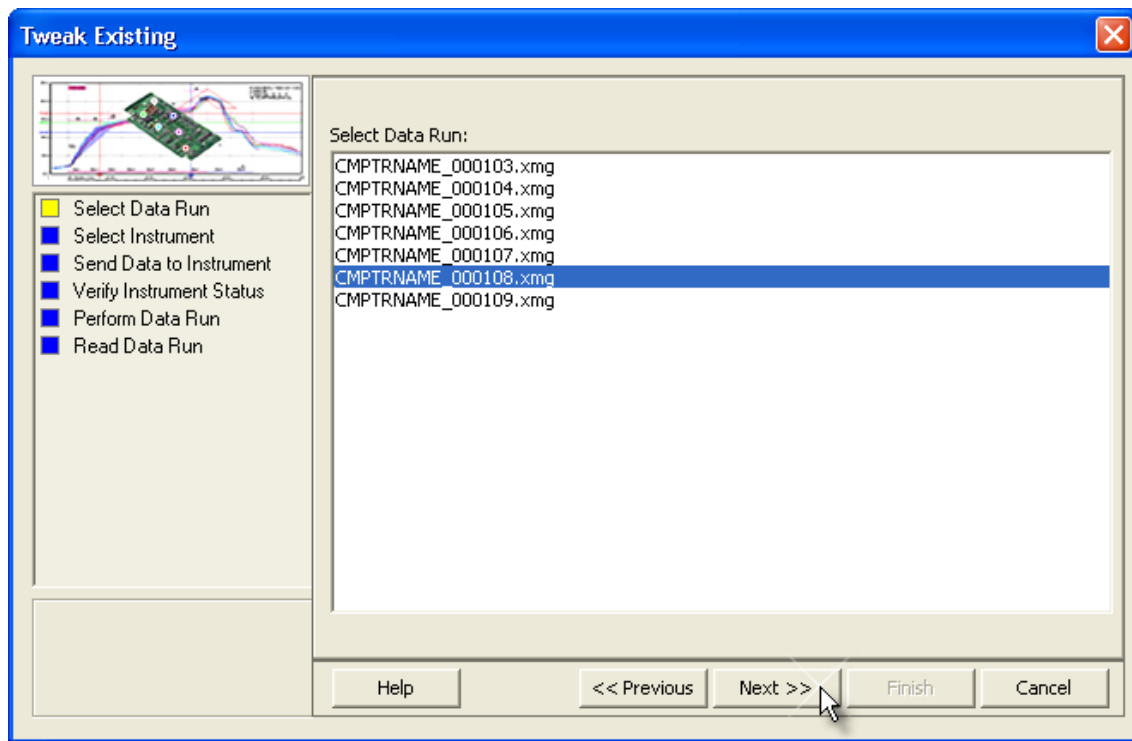 Tweak Existing
Select Data Run
Select Instrument
Send Data to Instrument
Verify Instrument Status
Perform Data Run
Read Data Run
Select Data Run:
CMPTRNAME_000103.xmg
CMPTRNAME_000104.xmg
CMPTRNAME_000105.xmg
CMPTRNAME_000106.xmg
CMPTRNAME_000107.xmg
CMPTRNAME_000108.xmg
CMPTRNAME_000109.xmg
Help
<< Previous
Next >>
Finish
Cancel